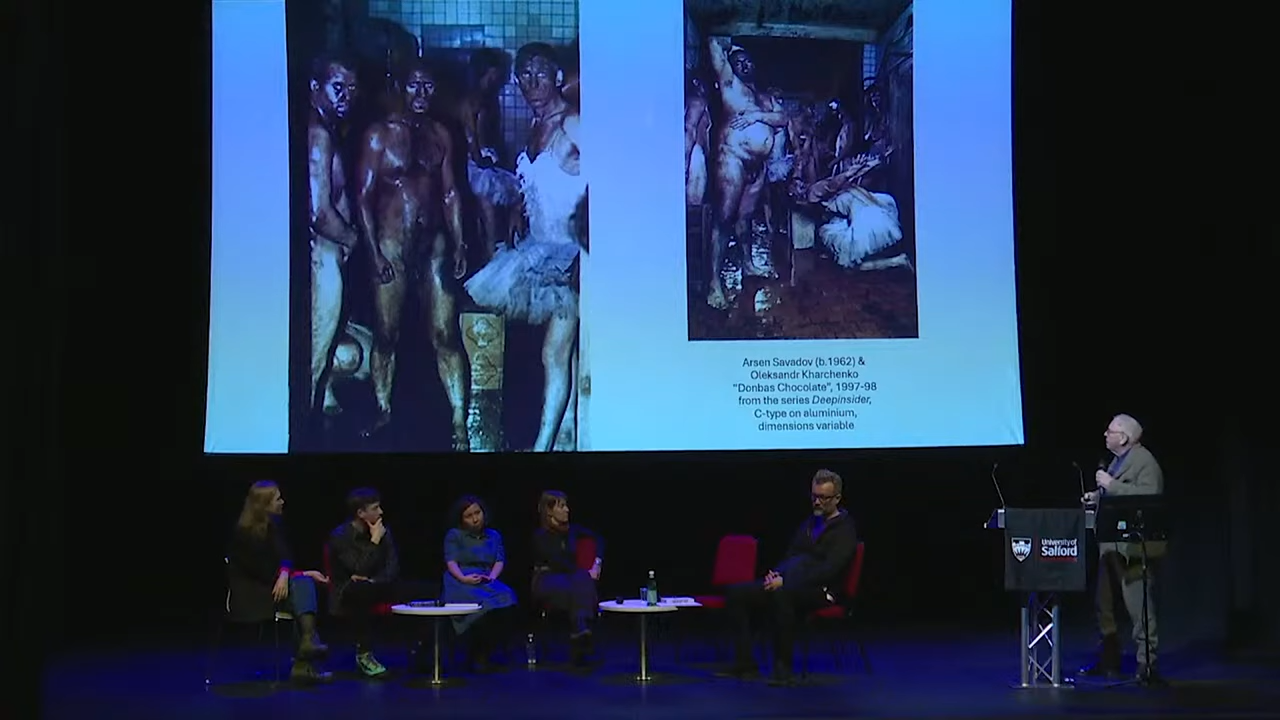 Arsen Savadov (b.1962) &
Oleksandr Kharchenko
"Donbas Chocolate", 1997-98
from the series Deepinsider,
C-type on aluminium,
dimensions variable
University of
Salford